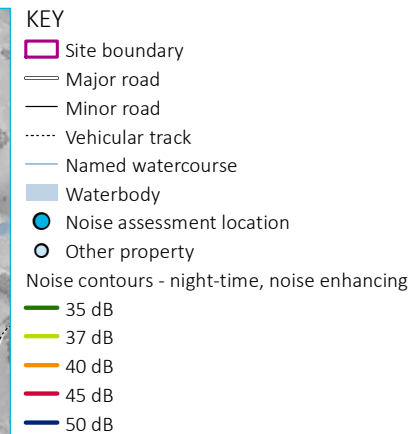 KEY
Site boundary
Major road
Minor road
Vehicular track
Named watercourse
Waterbody
Noise assessment location
Other property
Noise contours - night-time, noise enhancing
35 dB
37 dB
40 dB
45 dB
50 dB